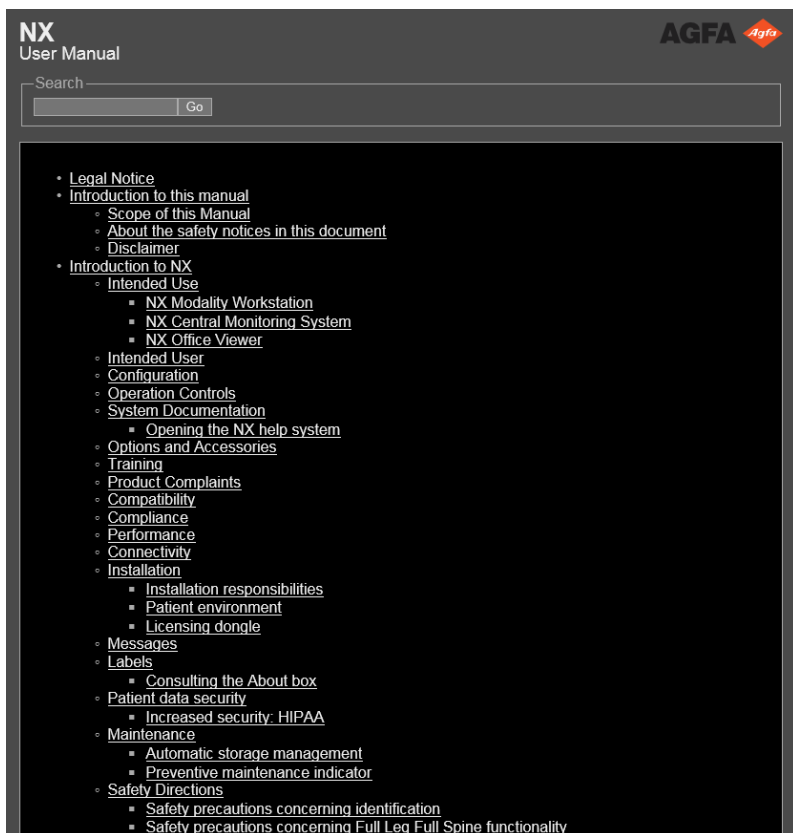 NX
AGFA Agfa
User Manual
Search
Go
• Legal Notice
• Introduction to this manual
◦ Scope of this Manual
◦ About the safety notices in this document
◦ Disclaimer
• Introduction to NX
◦ Intended Use
▪ NX Modality Workstation
▪ NX Central Monitoring System
▪ NX Office Viewer
◦ Intended User
◦ Configuration
◦ Operation Controls
◦ System Documentation
▪ Opening the NX help system
◦ Options and Accessories
◦ Training
◦ Product Complaints
◦ Compatibility
◦ Compliance
◦ Performance
◦ Connectivity
◦ Installation
▪ Installation responsibilities
▪ Patient environment
▪ Licensing dongle
◦ Messages
◦ Labels
▪ Consulting the About box
◦ Patient data security
▪ Increased security: HIPAA
◦ Maintenance
▪ Automatic storage management
▪ Preventive maintenance indicator
◦ Safety Directions
▪ Safety precautions concerning identification
▪ Safety precautions concerning Full Leg Full Spine functionality